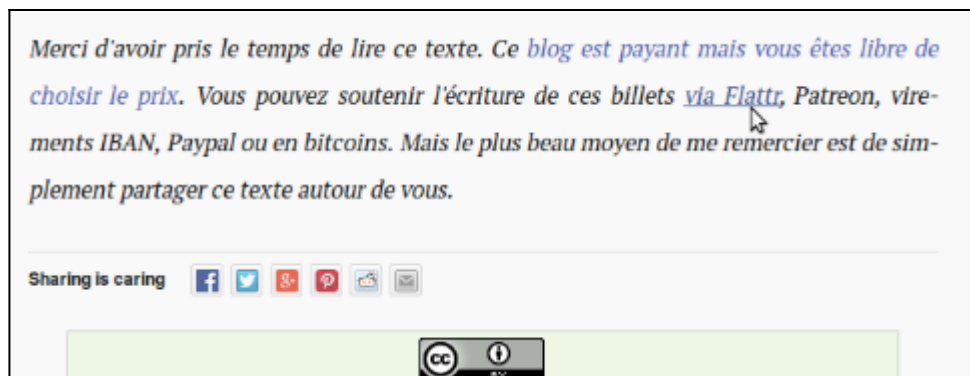 Merci d'avoir pris le temps de lire ce texte. Ce blog est payant mais vous êtes libre de
choisir le prix. Vous pouvez soutenir l'écriture de ces billets via Flattr, Patreon, vire-
ments IBAN, Paypal ou en bitcoins. Mais le plus beau moyen de me remercier est de sim-
plement partager ce texte autour de vous.
Sharing is caring
cc